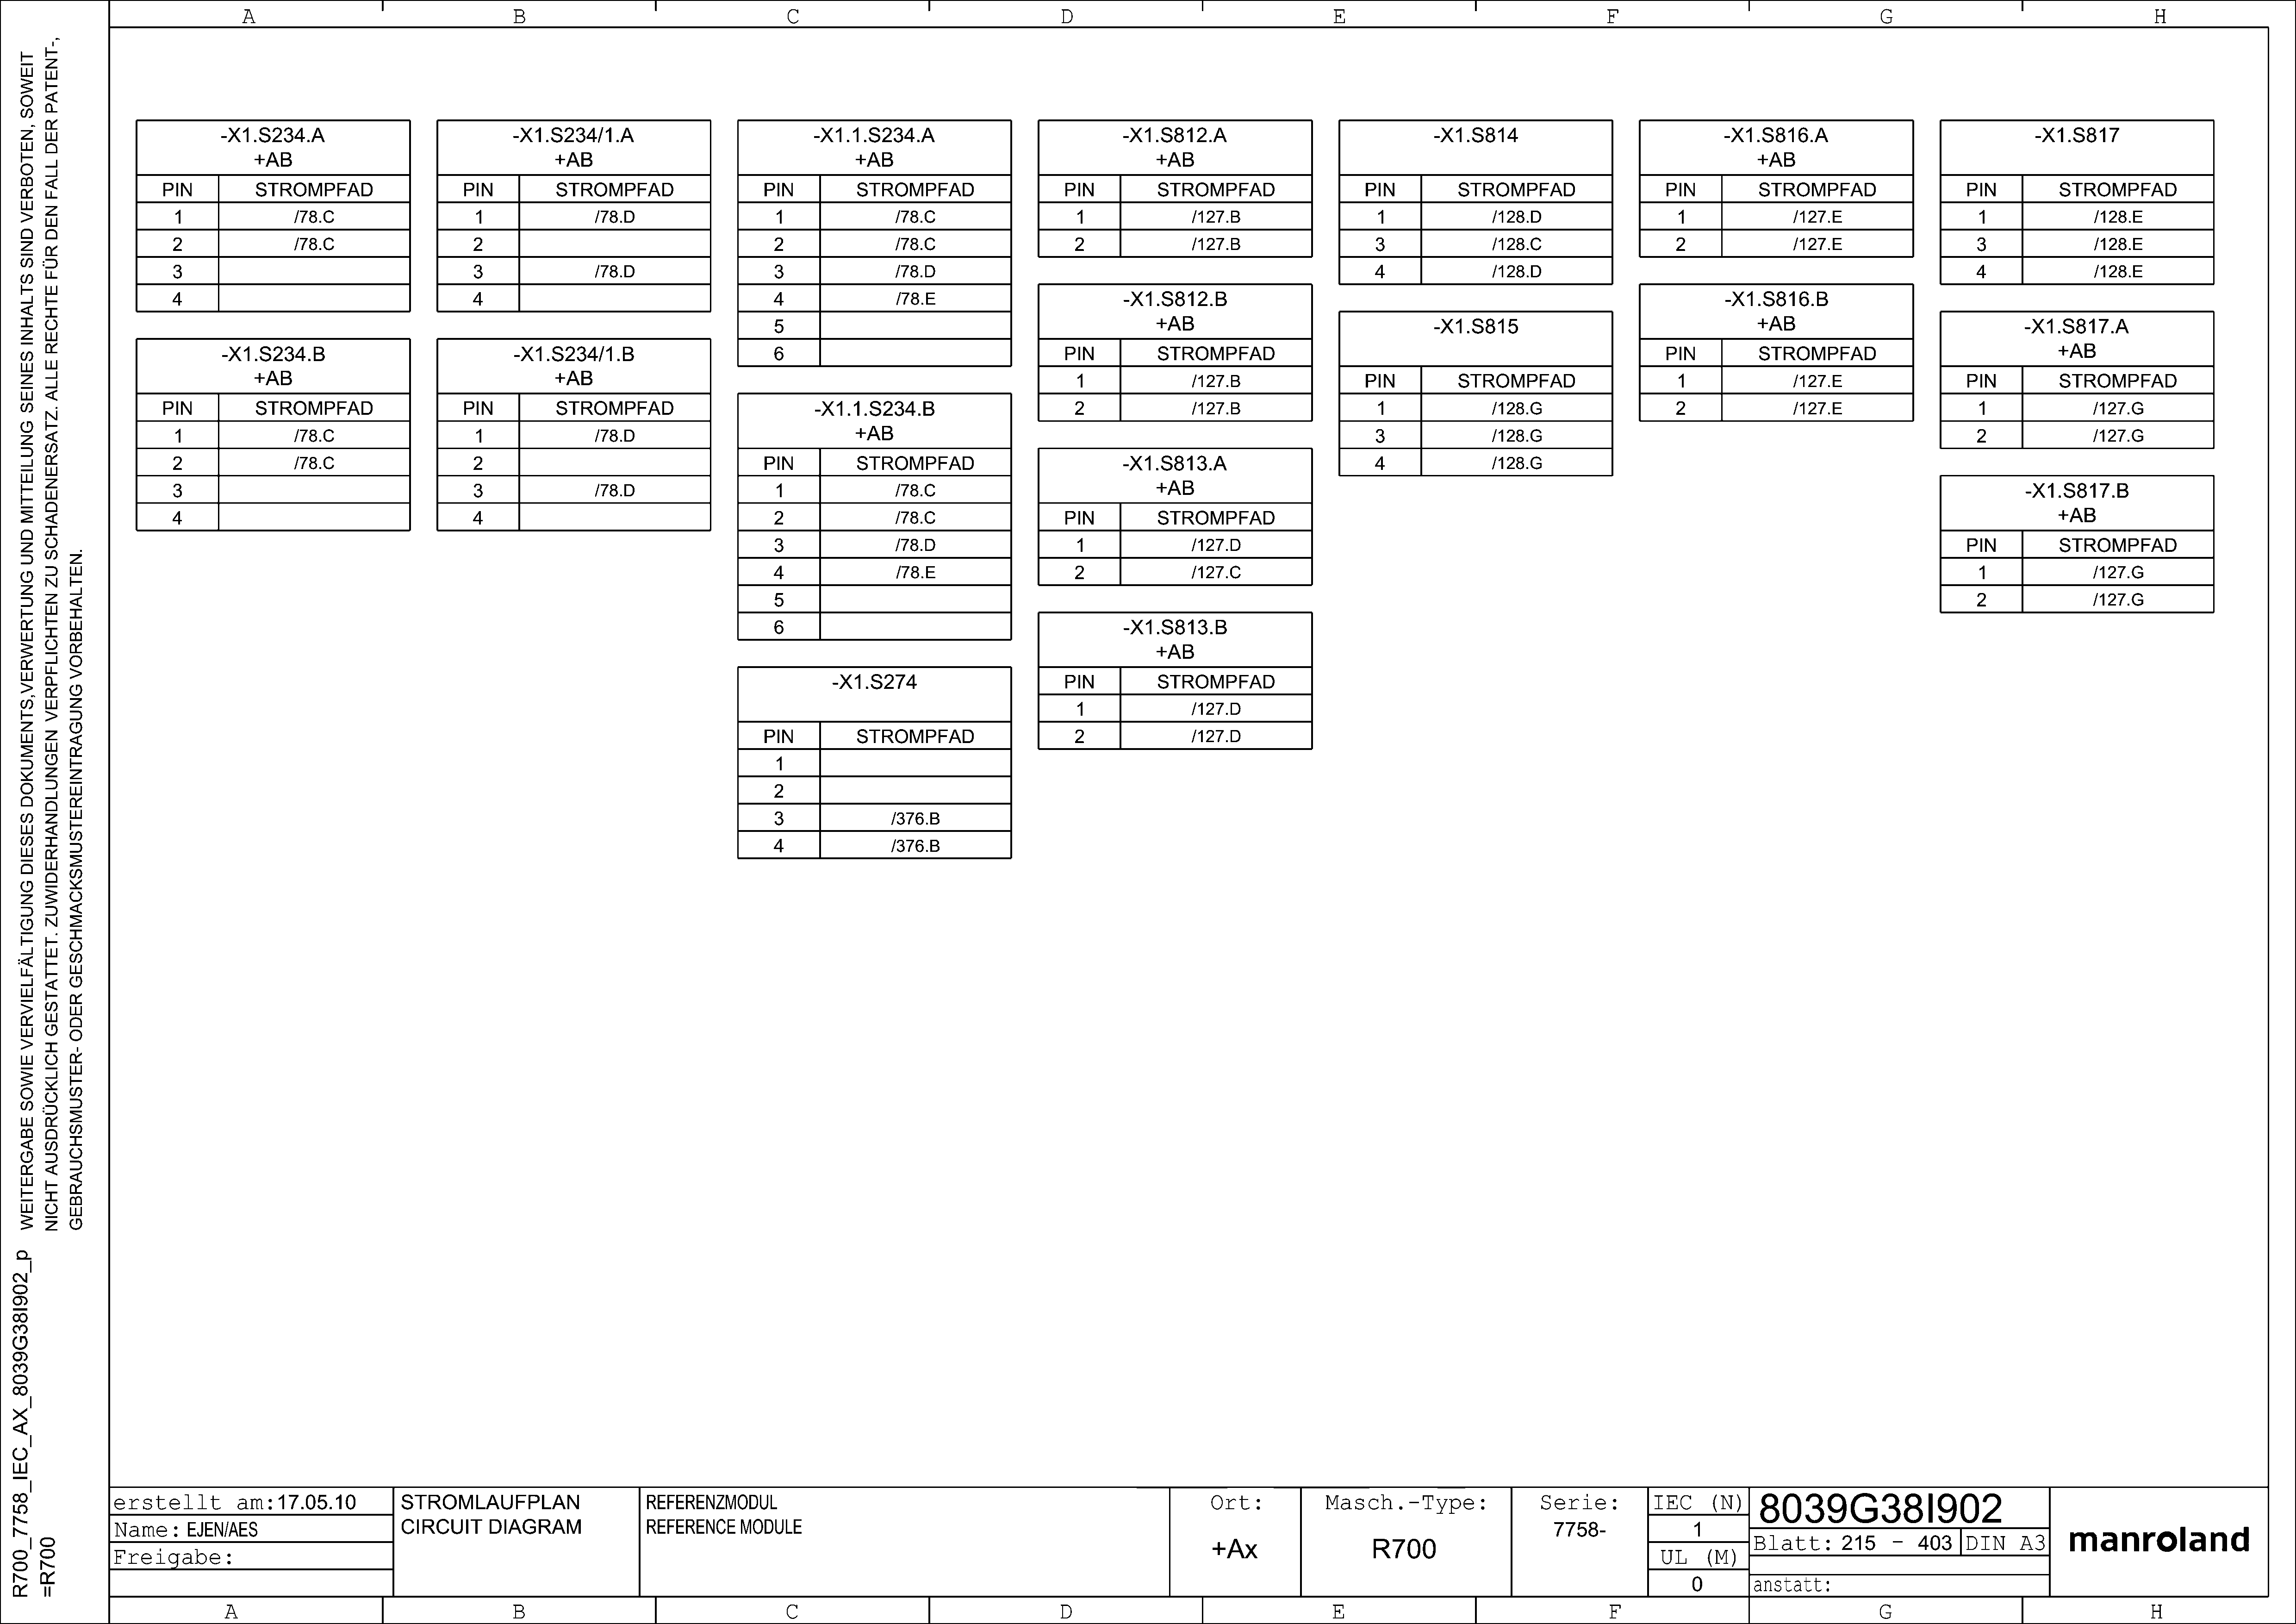 A B C D E F G H
-X1.S234.A
+AB
PIN STROMPFAD
1 /78.C
2 /78.C
3
4
-X1.S234.B
+AB
PIN STROMPFAD
1 /78.C
2 /78.C
3
4
-X1.S234/1.A
+AB
PIN STROMPFAD
1 /78.D
2
3 /78.D
4
-X1.S234/1.B
+AB
PIN STROMPFAD
1 /78.D
2
3 /78.D
4
-X1.1.S234.A
+AB
PIN STROMPFAD
1 /78.C
2 /78.C
3 /78.D
4 /78.E
5
6
-X1.1.S234.B
+AB
PIN STROMPFAD
1 /78.C
2 /78.C
3 /78.D
4 /78.E
5
6
-X1.S274
PIN STROMPFAD
1
2
3 /376.B
4 /376.B
-X1.S812.A
+AB
PIN STROMPFAD
1 /127.B
2 /127.B
-X1.S812.B
+AB
PIN STROMPFAD
1 /127.B
2 /127.B
-X1.S813.A
+AB
PIN STROMPFAD
1 /127.D
2 /127.C
-X1.S813.B
+AB
PIN STROMPFAD
1 /127.D
2 /127.D
-X1.S814
PIN STROMPFAD
1 /128.D
3 /128.C
4 /128.D
-X1.S815
PIN STROMPFAD
1 /128.G
3 /128.G
4 /128.G
-X1.S816.A
+AB
PIN STROMPFAD
1 /127.E
2 /127.E
-X1.S816.B
+AB
PIN STROMPFAD
1 /127.E
2 /127.E
-X1.S817
PIN STROMPFAD
1 /128.E
3 /128.E
4 /128.E
-X1.S817.A
+AB
PIN STROMPFAD
1 /127.G
2 /127.G
-X1.S817.B
+AB
PIN STROMPFAD
1 /127.G
2 /127.G
WEITERGABE SOWIE VERVIELFÄLTIGUNG DIESES DOKUMENTS,VERWERTUNG UND MITTEILUNG SEINES INHALTS SIND VERBOTEN, SOWEIT
NICHT AUSDRÜCKLICH GESTATTET. ZUWIDERHANDLUNGEN VERPFLICHTEN ZU SCHADENERSATZ. ALLE RECHTE FÜR DEN FALL DER PATENT-,
GEBRAUCHSMUSTER- ODER GESCHMACKSMUSTEREINTRAGUNG VORBEHALTEN.
R700_7758_IEC_AX_8039G38I902_p
=R700
erstellt am:17.05.10
Name: EJEN/AES
Freigabe:
STROMLAUFPLAN
CIRCUIT DIAGRAM
REFERENZMODUL
REFERENCE MODULE
Ort:
+Ax
Masch.-Type:
R700
Serie:
7758-
IEC (N)
1
UL (M)
0
8039G38I902
Blatt: 215 - 403 DIN A3
anstatt:
manroland
A B C D E F G H